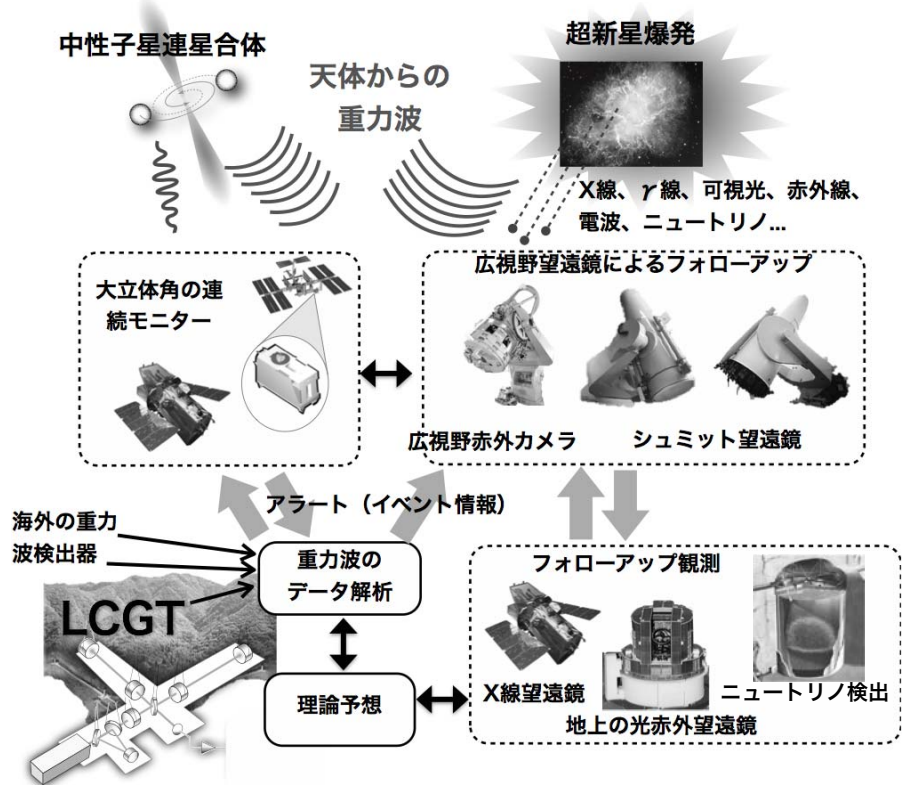 中性子星連星合体
超新星爆発
天体からの
重力波
X線、γ線、可視光、赤外線、
電波、ニュートリノ...
大立体角の連
続モニター
広視野望遠鏡によるフォローアップ
広視野赤外カメラ
シュミット望遠鏡
アラート（イベント情報）
海外の重力
波検出器
重力波の
データ解析
LCGT
理論予想
フォローアップ観測
X線望遠鏡
ニュートリノ検出
地上の光赤外望遠鏡